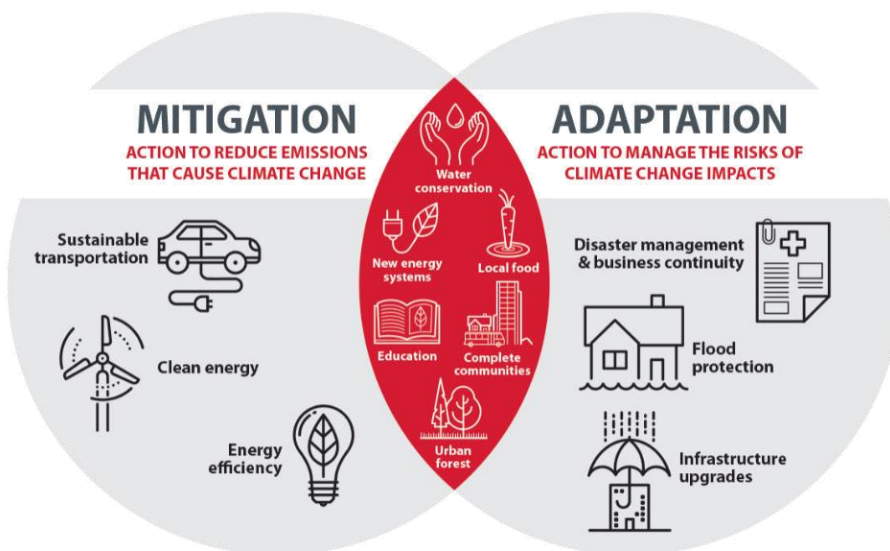 MITIGATION
ACTION TO REDUCE EMISSIONS
THAT CAUSE CLIMATE CHANGE
Sustainable
transportation
Clean energy
Energy
efficiency
Water
conservation
New energy
systems
Local food
Education
Complete
communities
Urban
forest
ADAPTATION
ACTION TO MANAGE THE RISKS OF
CLIMATE CHANGE IMPACTS
Disaster management
& business continuity
Flood
protection
Infrastructure
upgrades